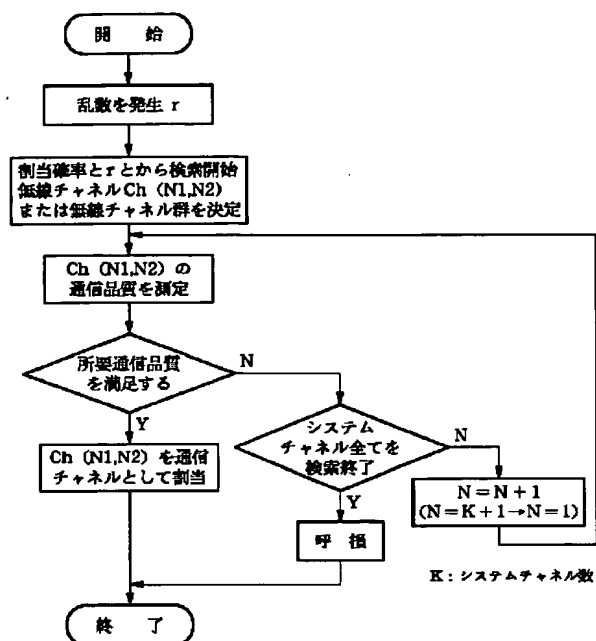 開 始
乱数を発生 r
割当確率とrとから検索開始
無線チャネルCh (N1,N2)
または無線チャネル群を決定
Ch (N1,N2) の
通信品質を測定
所要通信品質
を満足する
N
Y
Ch (N1,N2) を通信
チャネルとして割当
システム
チャネル全てを
検索終了
N
Y
N=N+1
(N=K+1→N=1)
呼 損
K:システムチャネル数
終 了